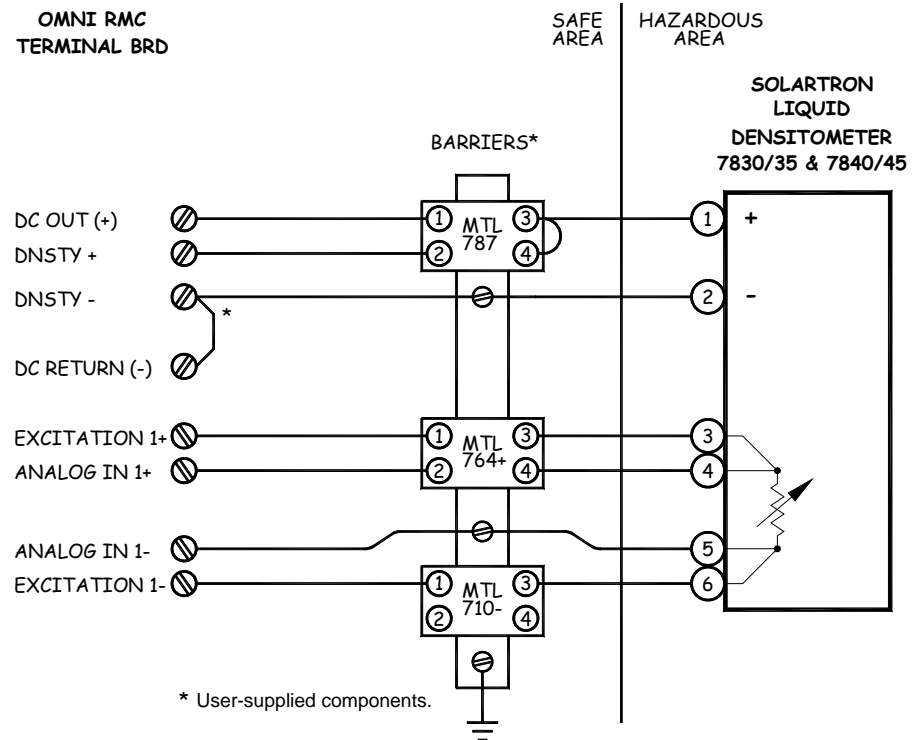 OMNI RMC
TERMINAL BRD
SAFE
AREA
HAZARDOUS
AREA
SOLARTRON
LIQUID
DENSITOMETER
7830/35 & 7840/45
BARRIERS*
DC OUT (+)
1
MTL
787
3
1
+
DNSTY +
2
4
DNSTY -
*
2
-
DC RETURN (-)
EXCITATION 1+
1
MTL
764+
3
3
ANALOG IN 1+
2
4
4
ANALOG IN 1-
5
EXCITATION 1-
1
MTL
710-
3
6
2
4
* User-supplied components.